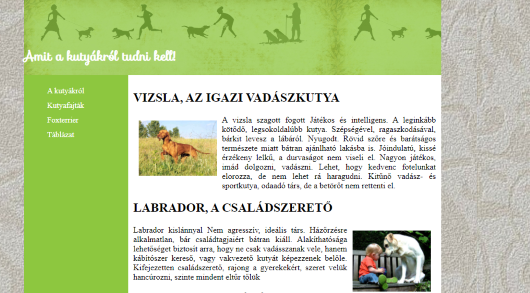 Amit a kutyákról tudni kell!
A kutyákról
Kutyafajták
Foxterrier
Táblázat
VIZSLA, AZ IGAZI VADÁSZKUTYA
A vizsla szagott fogott Játékos és intelligens. A leginkább
kötődő, legsokoldalúbb kutya. Szépségével, ragaszkodásával,
bárkit levesz a lábáról. Nyugodt. Rövid szőre és barátságos
természete miatt bátran ajánlható lakásba is. Jóindulatú, kissé
érzékeny lelkű, a durvaságot nem viseli el. Nagyon játékos,
imád dolgozni, vadászni. Lehet, hogy kedvenc fotelunkat
elorozza, de nem lehet rá haragudni. Kitűnő vadász- és
sportkutya, odaadó társ, de a betörőt nem rettenti el.
LABRADOR, A CSALÁDSZERETŐ
Labrador kislánnyal Nem agresszív, ideális társ. Házőrzésre
alkalmatlan, bár családtagjaiért bátran kiáll. Alakíthatósága
lehetőséget biztosít arra, hogy ne csak vadásszanak vele, hanem
kábítószer kereső, vagy vakvezető kutyát képezzenek belőle.
Kifejezetten családszerető, rajong a gyerekekért, szeret velük
hancúrozni, szinte mindent eltűr tőlük